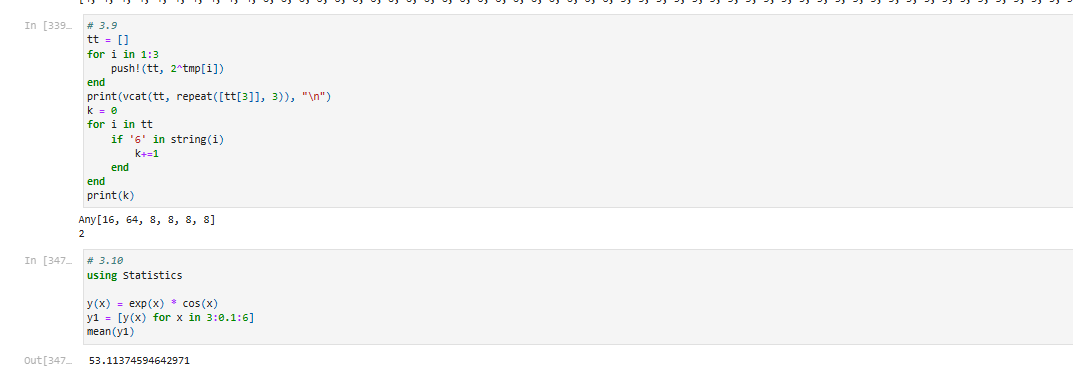 In [339…
# 3.9
tt = []
for i in 1:3
    push!(tt, 2^tmp[i])
end
print(vcat(tt, repeat([tt[3]], 3)), "\n")
k = 0
for i in tt
    if '6' in string(i)
        k+=1
    end
end
print(k)
Any[16, 64, 8, 8, 8, 8]
2
In [347…
# 3.10
using Statistics
y(x) = exp(x) * cos(x)
y1 = [y(x) for x in 3:0.1:6]
mean(y1)
Out[347…
53.11374594642971